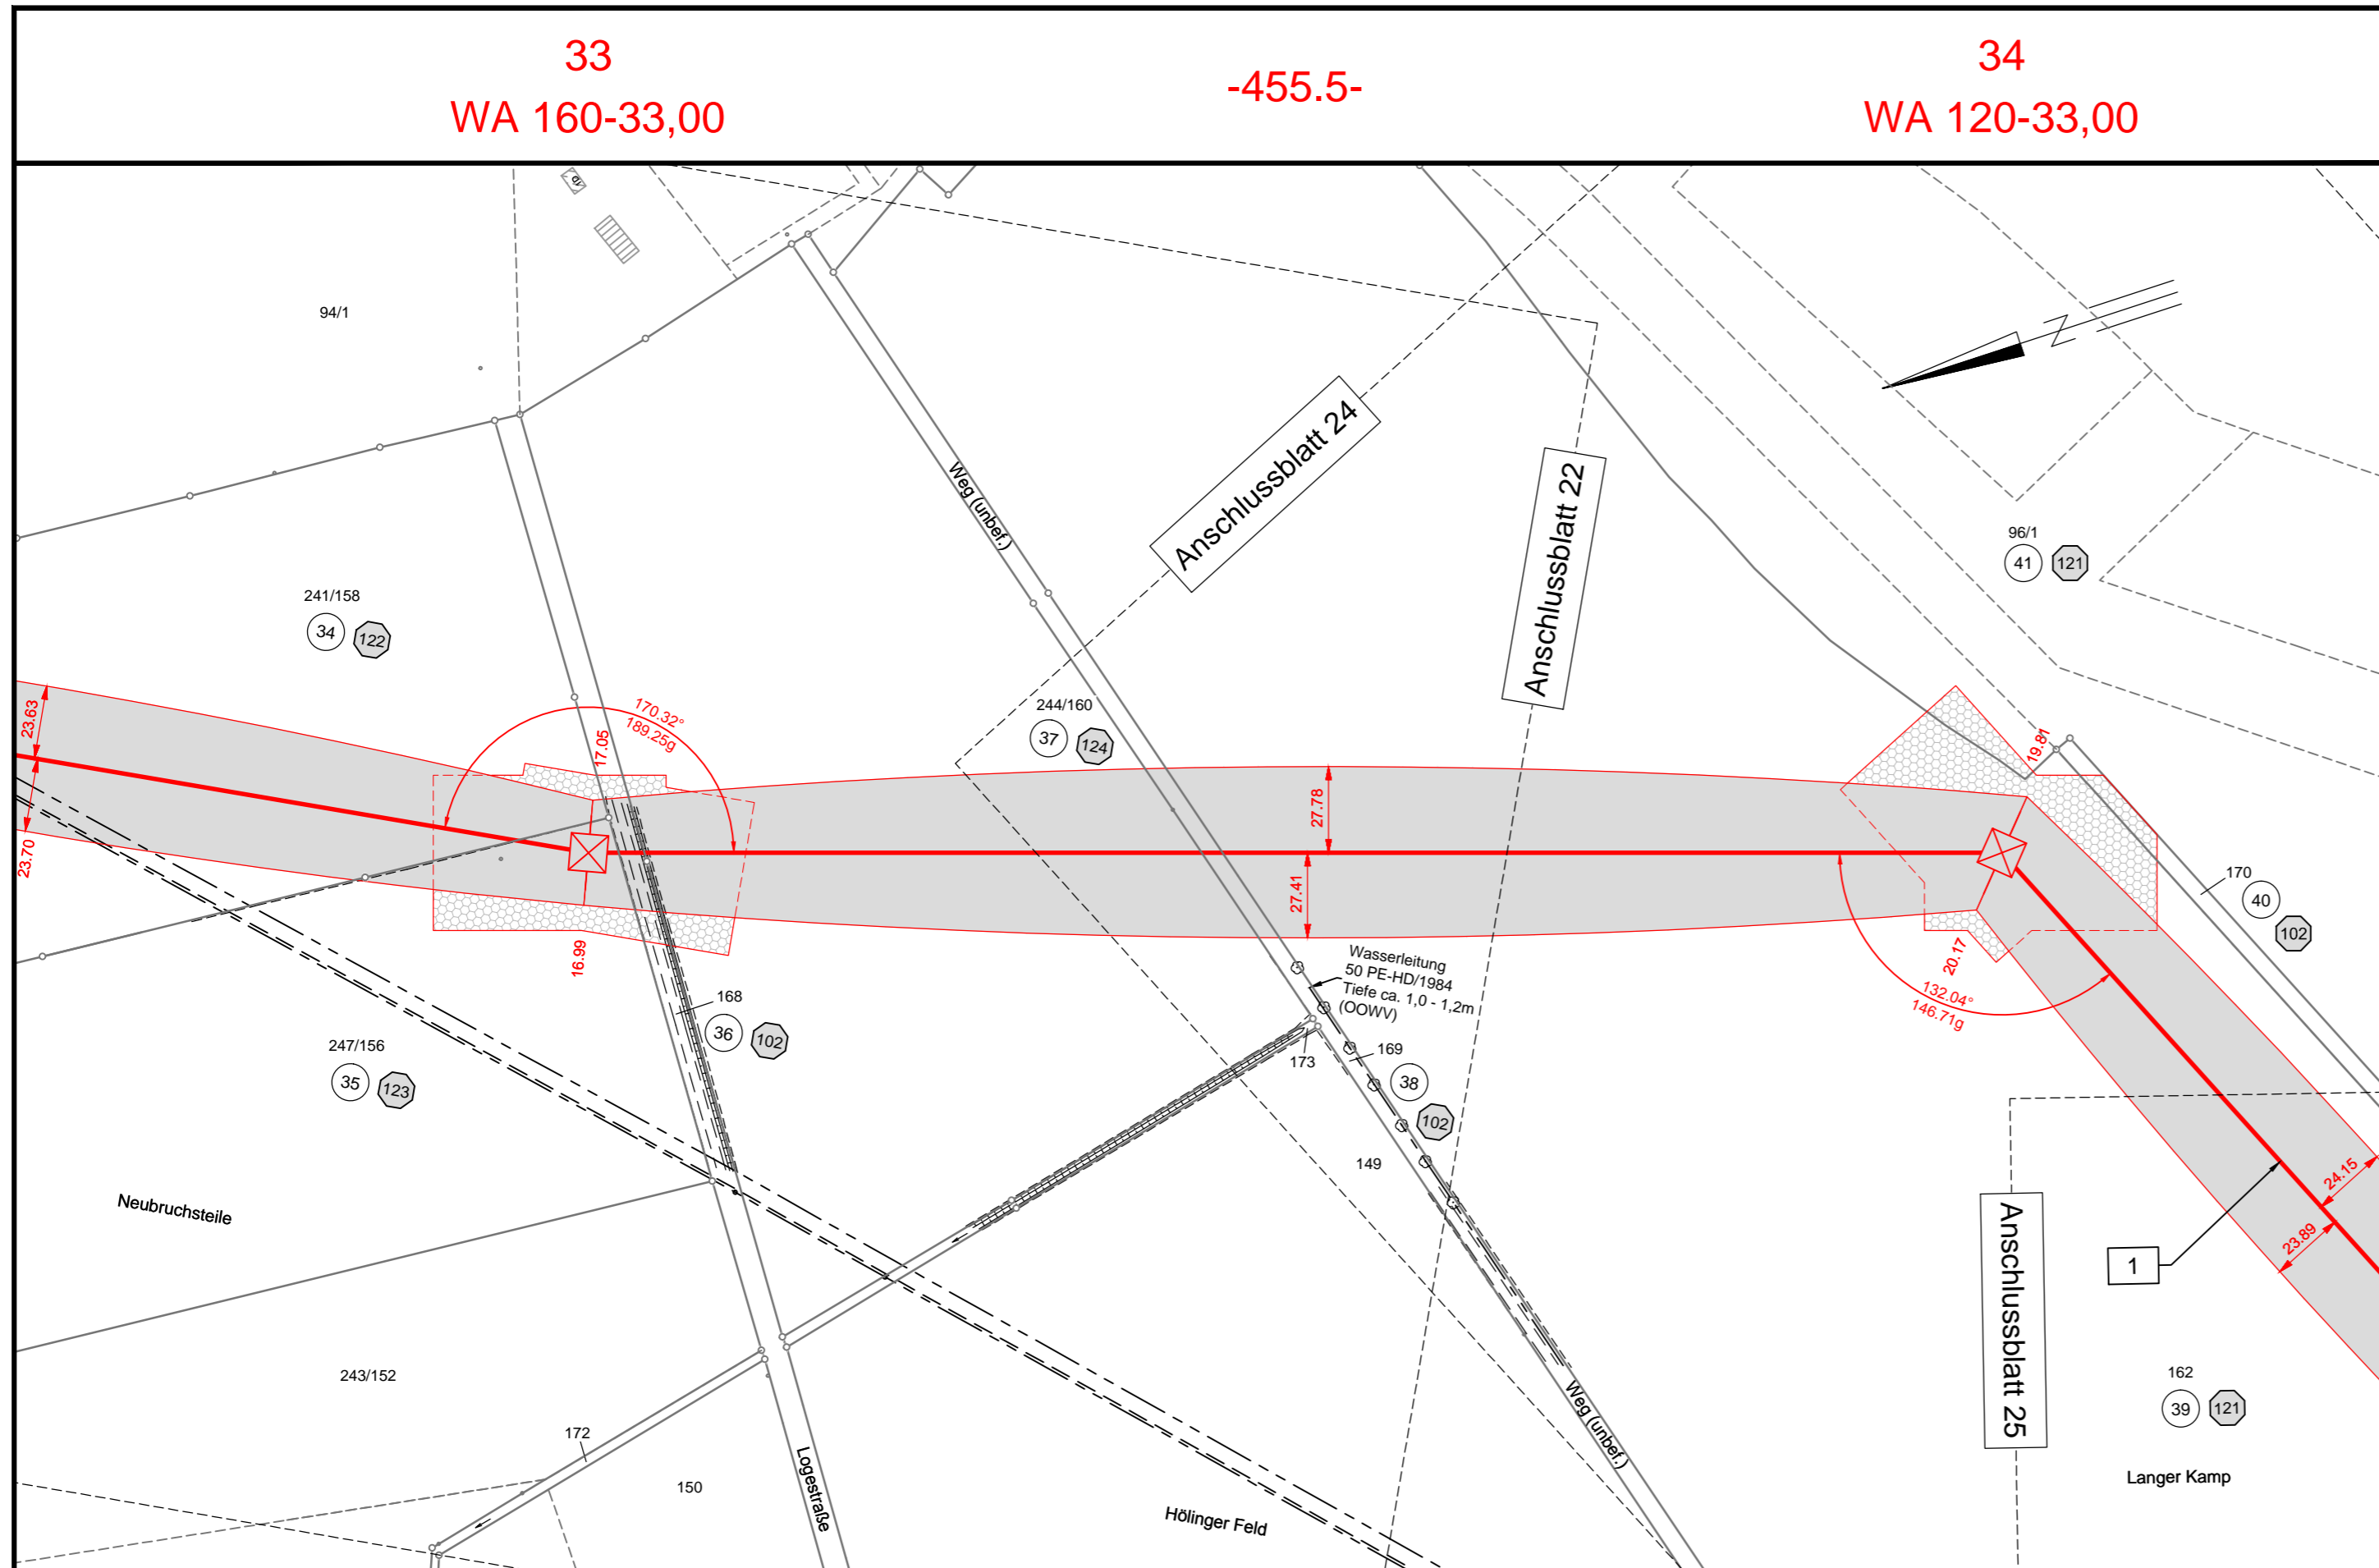 33
WA 160-33,00
-455.5-
34
WA 120-33,00
94/1
N
Weg (unbef.)
Anschlussblatt 24
Anschlussblatt 22
96/1
41
121
241/158
34
122
23.63
23.70
170.32°
189.25g
17.05
16.99
244/160
37
124
27.78
27.41
19.81
20.17
132.04°
146.71g
170
40
102
Wasserleitung
50 PE-HD/1984
Tiefe ca. 1,0 - 1,2m
(OOWV)
168
36
102
247/156
35
123
173
169
38
102
149
24.15
23.89
1
Anschlussblatt 25
Neubruchsteile
243/152
172
150
Logestraße
Hölinger Feld
Weg (unbef.)
162
39
121
Langer Kamp